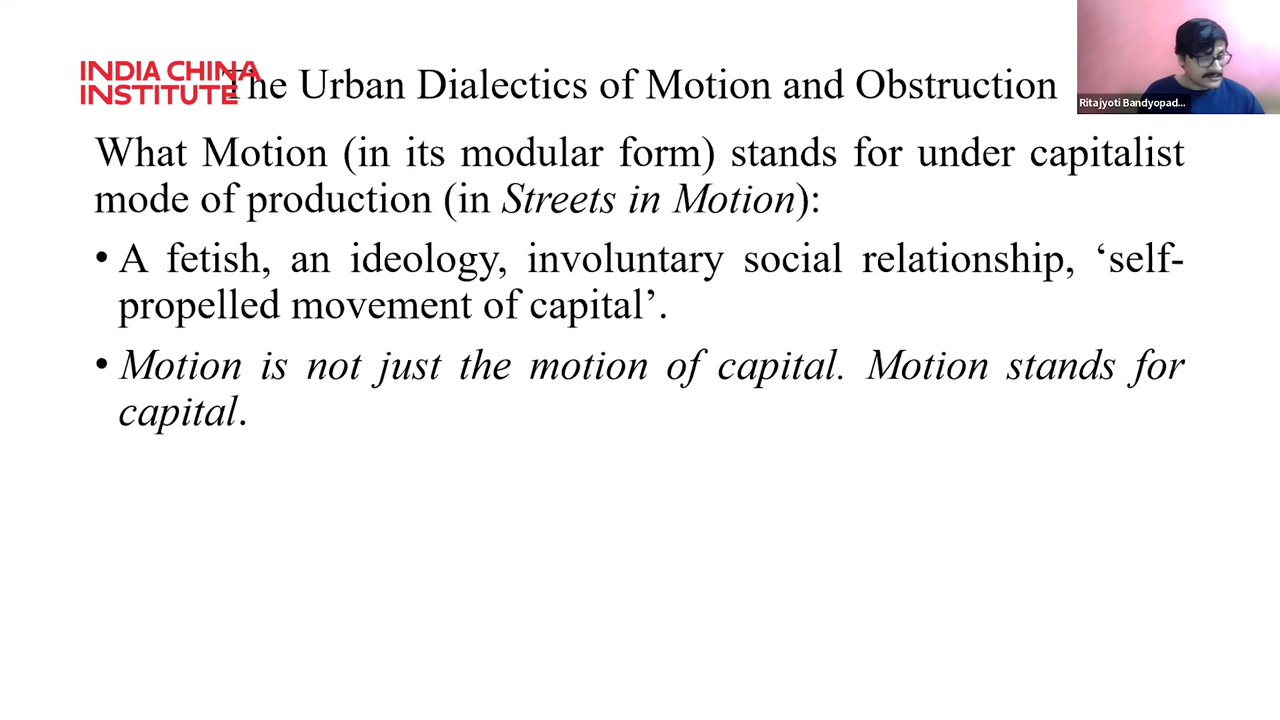 INDIA CHINA
INSTITUTE
The Urban Dialectics of Motion and Obstruction
Ritajyoti Bandyopad...
What Motion (in its modular form) stands for under capitalist
mode of production (in Streets in Motion):
• A fetish, an ideology, involuntary social relationship, ‘self-
propelled movement of capital’.
• Motion is not just the motion of capital. Motion stands for
capital.